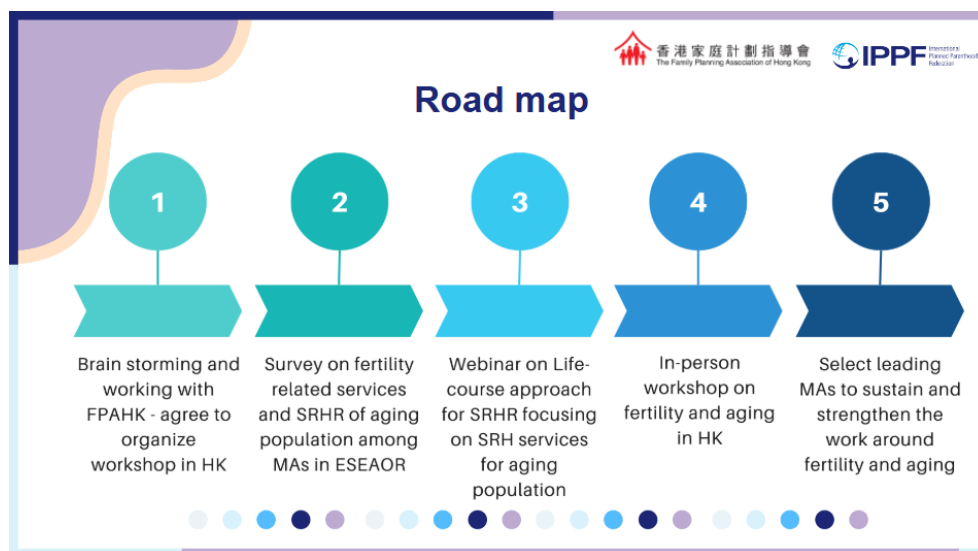 香港家庭計劃指導會
The Family Planning Association of Hong Kong
IPPF
International
Planned Parenthood
Federation
Road map
1
2
3
4
5
Brain storming and
working with
FPAHK - agree to
organize
workshop in HK
Survey on fertility
related services
and SRHR of aging
population among
MAs in ESEAOR
Webinar on Life-
course approach
for SRHR focusing
on SRH services
for aging
population
In-person
workshop on
fertility and aging
in HK
Select leading
MAs to sustain and
strengthen the
work around
fertility and aging